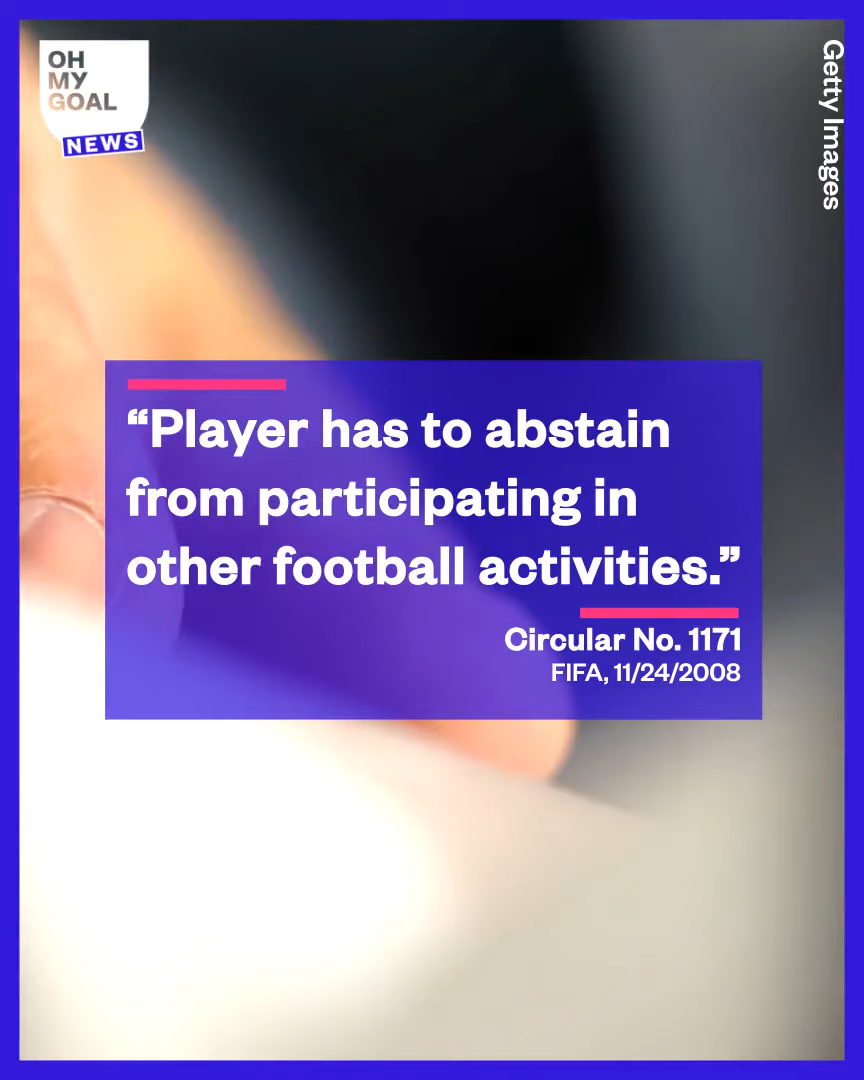 OH
MY
GOAL
NEWS
Getty Images
“Player has to abstain
from participating in
other football activities.”
Circular No. 1171
FIFA, 11/24/2008